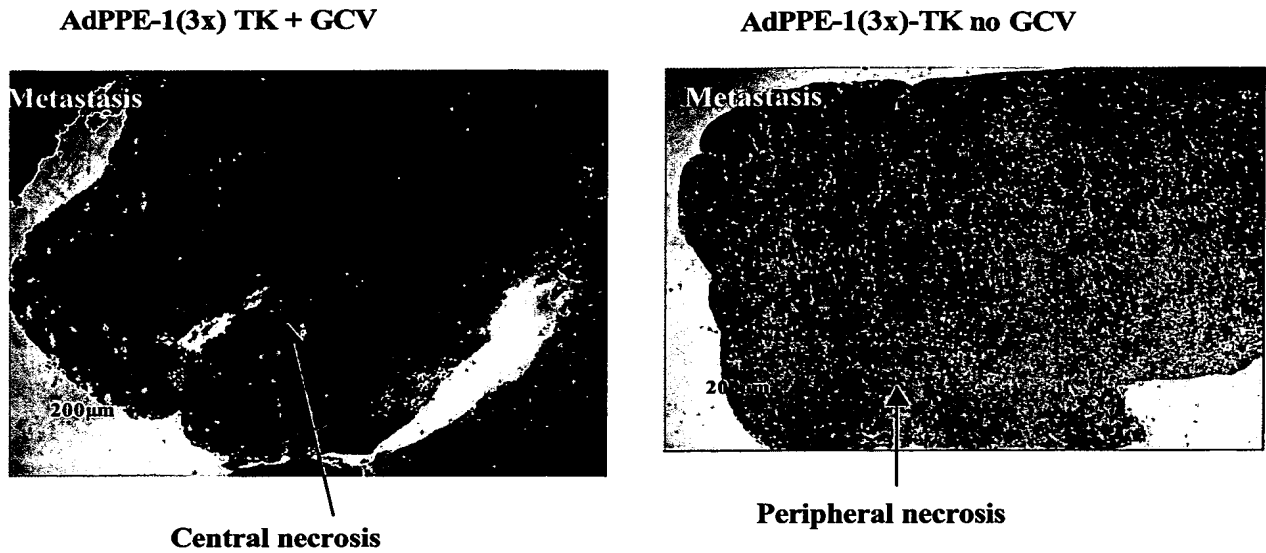 AdPPE-1(3x) TK + GCV
AdPPE-1(3x)-TK no GCV
Metastasis
Metastasis
200µm
Central necrosis
Peripheral necrosis